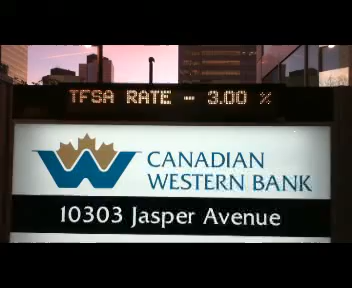 TFSA RATE - 3.00 %
CANADIAN
WESTERN BANK
10303 Jasper Avenue